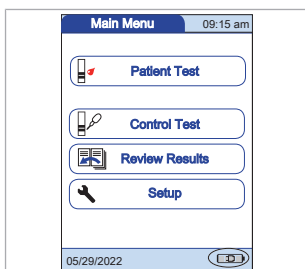 Main Menu 09:15 am
Patient Test
Control Test
Review Results
Setup
05/29/2022